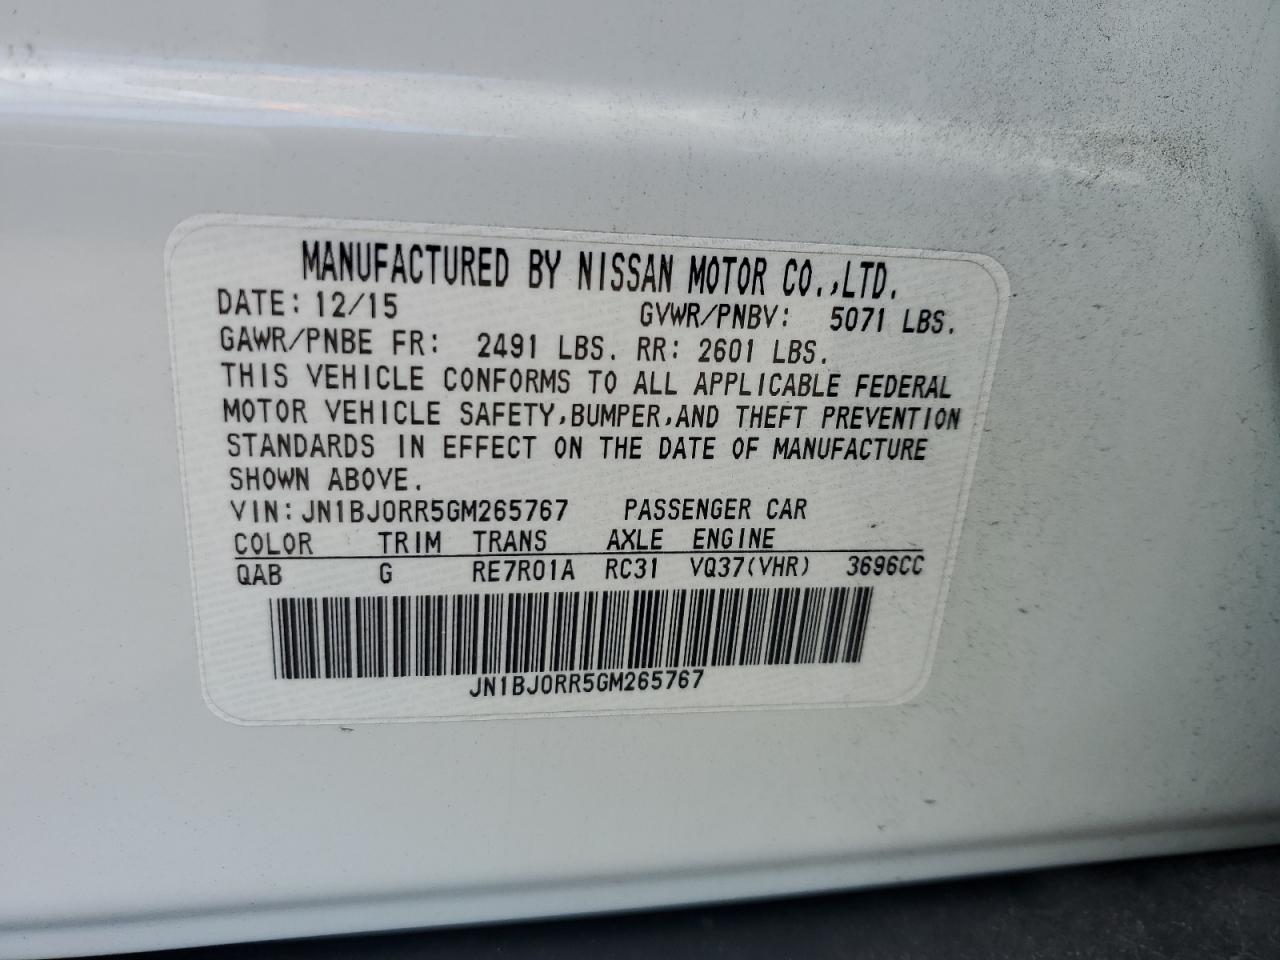 MANUFACTURED BY NISSAN MOTOR CO.,LTD.
DATE: 12/15 GVWR/PNBV: 5071 LBS.
GAWR/PNBE FR: 2491 LBS. RR: 2601 LBS.
THIS VEHICLE CONFORMS TO ALL APPLICABLE FEDERAL
MOTOR VEHICLE SAFETY,BUMPER,AND THEFT PREVENTION
STANDARDS IN EFFECT ON THE DATE OF MANUFACTURE
SHOWN ABOVE.
VIN: JN1BJ0RR5GM265767 PASSENGER CAR
COLOR TRIM TRANS AXLE ENGINE
QAB G RE7R01A RC31 VQ37(VHR) 3696CC
JN1BJ0RR5GM265767